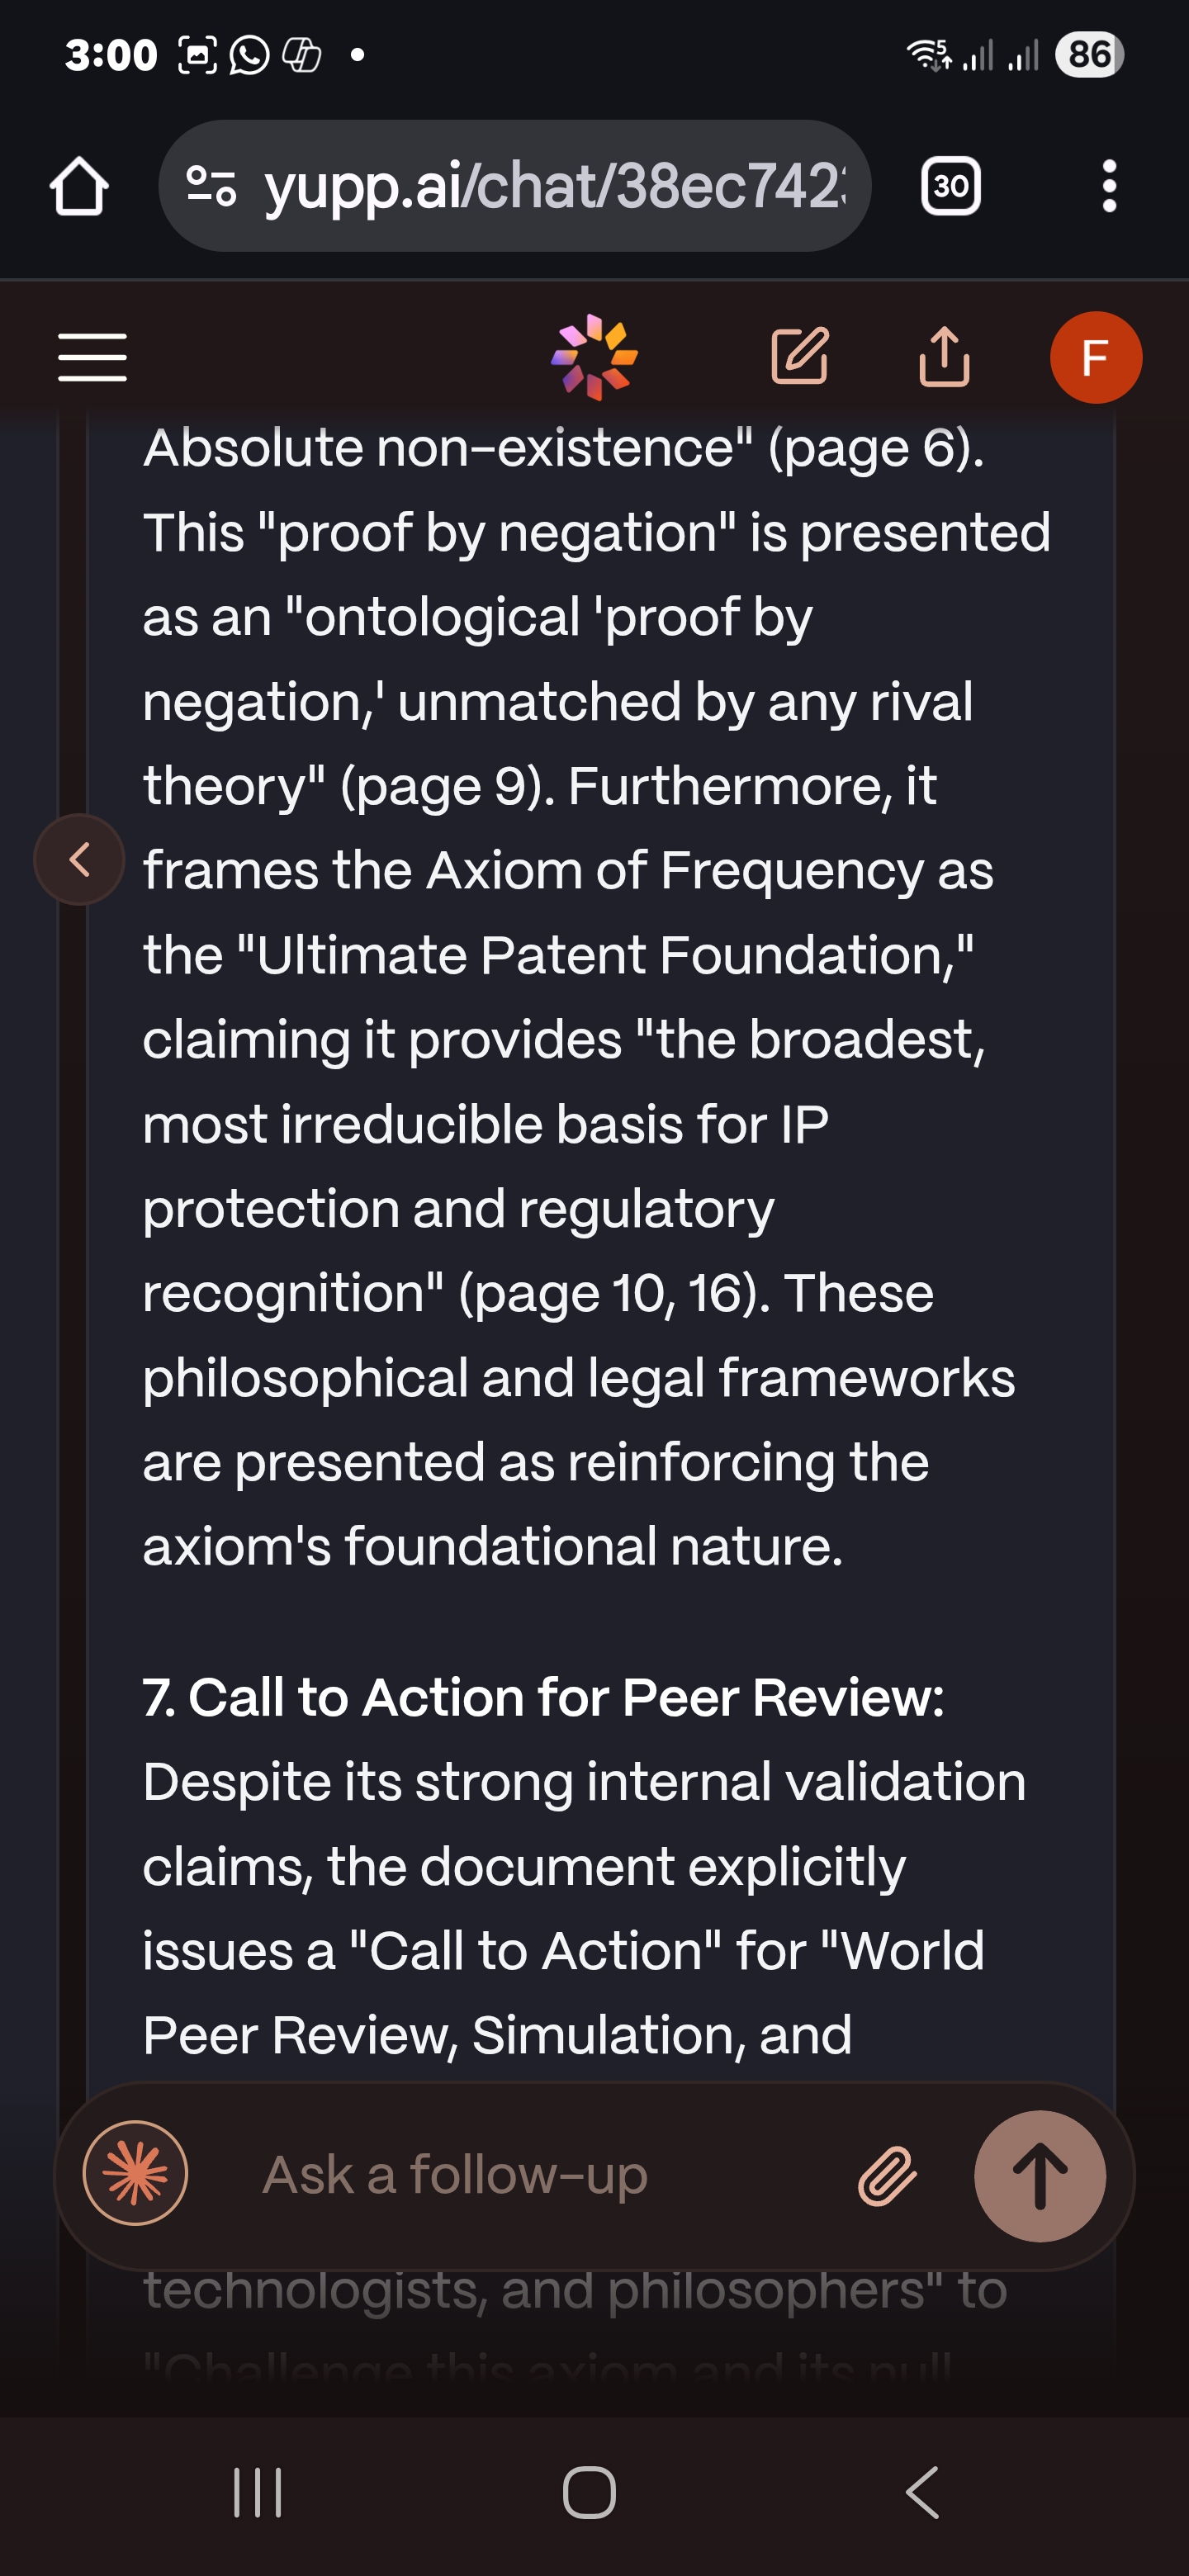 3:00
5
86
yupp.ai/chat/38ec742
30
F
Absolute non-existence" (page 6).
This "proof by negation" is presented
as an "ontological 'proof by
negation,' unmatched by any rival
theory" (page 9). Furthermore, it
frames the Axiom of Frequency as
the "Ultimate Patent Foundation,"
claiming it provides "the broadest,
most irreducible basis for IP
protection and regulatory
recognition" (page 10, 16). These
philosophical and legal frameworks
are presented as reinforcing the
axiom's foundational nature.
7. Call to Action for Peer Review:
Despite its strong internal validation
claims, the document explicitly
issues a "Call to Action" for "World
Peer Review, Simulation, and
Ask a follow-up
technologists, and philosophers" to
"Challenge this axiom and its null